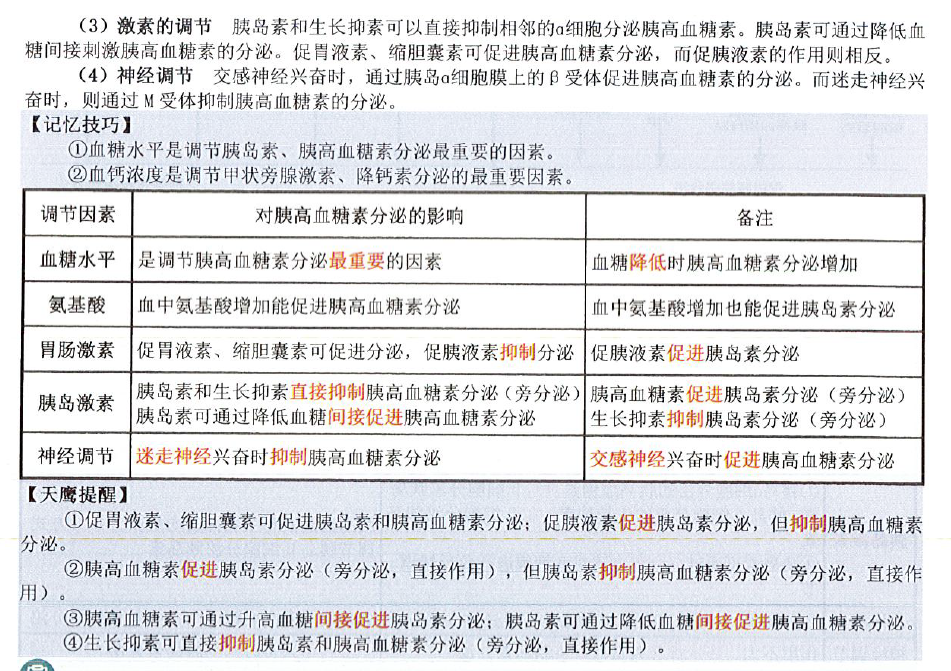 （3）激素的调节 胰岛素和生长抑素可以直接抑制相邻的α细胞分泌胰高血糖素。胰岛素可通过降低血
糖间接刺激胰高血糖素的分泌。促胃液素、缩胆囊素可促进胰高血糖素分泌，而促胰液素的作用则相反。
（4）神经调节 交感神经兴奋时，通过胰岛α细胞膜上的β受体促进胰高血糖素的分泌。而迷走神经兴
奋时，则通过M受体抑制胰高血糖素的分泌。
【记忆技巧】
①血糖水平是调节胰岛素、胰高血糖素分泌最重要的因素。
②血钙浓度是调节甲状旁腺激素、降钙素分泌的最重要因素。
调节因素 对胰高血糖素分泌的影响 备注
血糖水平 是调节胰高血糖素分泌最重要的因素 血糖降低时胰高血糖素分泌增加
氨基酸 血中氨基酸增加能促进胰高血糖素分泌 血中氨基酸增加也能促进胰岛素分泌
胃肠激素 促胃液素、缩胆囊素可促进分泌，促胰液素抑制分泌 促胰液素促进胰岛素分泌
胰岛激素 胰岛素和生长抑素直接抑制胰高血糖素分泌（旁分泌） 胰高血糖素促进胰岛素分泌（旁分泌）
胰岛素可通过降低血糖间接促进胰高血糖素分泌 生长抑素抑制胰岛素分泌（旁分泌）
神经调节 迷走神经兴奋时抑制胰高血糖素分泌 交感神经兴奋时促进胰高血糖素分泌
【天鹰提醒】
①促胃液素、缩胆囊素可促进胰岛素和胰高血糖素分泌；促胰液素促进胰岛素分泌，但抑制胰高血糖素
分泌。
②胰高血糖素促进胰岛素分泌（旁分泌，直接作用），但胰岛素抑制胰高血糖素分泌（旁分泌，直接作
用）。
③胰高血糖素可通过升高血糖间接促进胰岛素分泌；胰岛素可通过降低血糖间接促进胰高血糖素分泌。
④生长抑素可直接抑制胰岛素和胰高血糖素分泌（旁分泌，直接作用）。